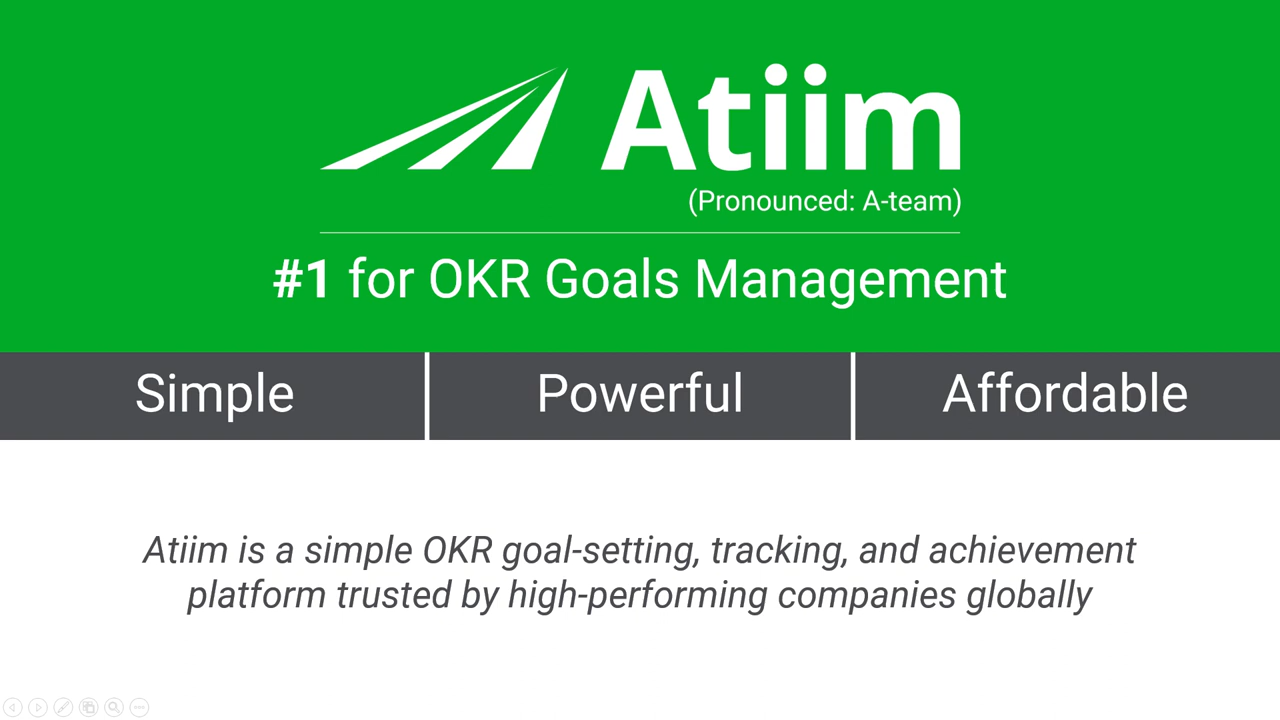 Atiim
(Pronounced: A-team)
#1 for OKR Goals Management
Simple
Powerful
Affordable
Atiim is a simple OKR goal-setting, tracking, and achievement
platform trusted by high-performing companies globally